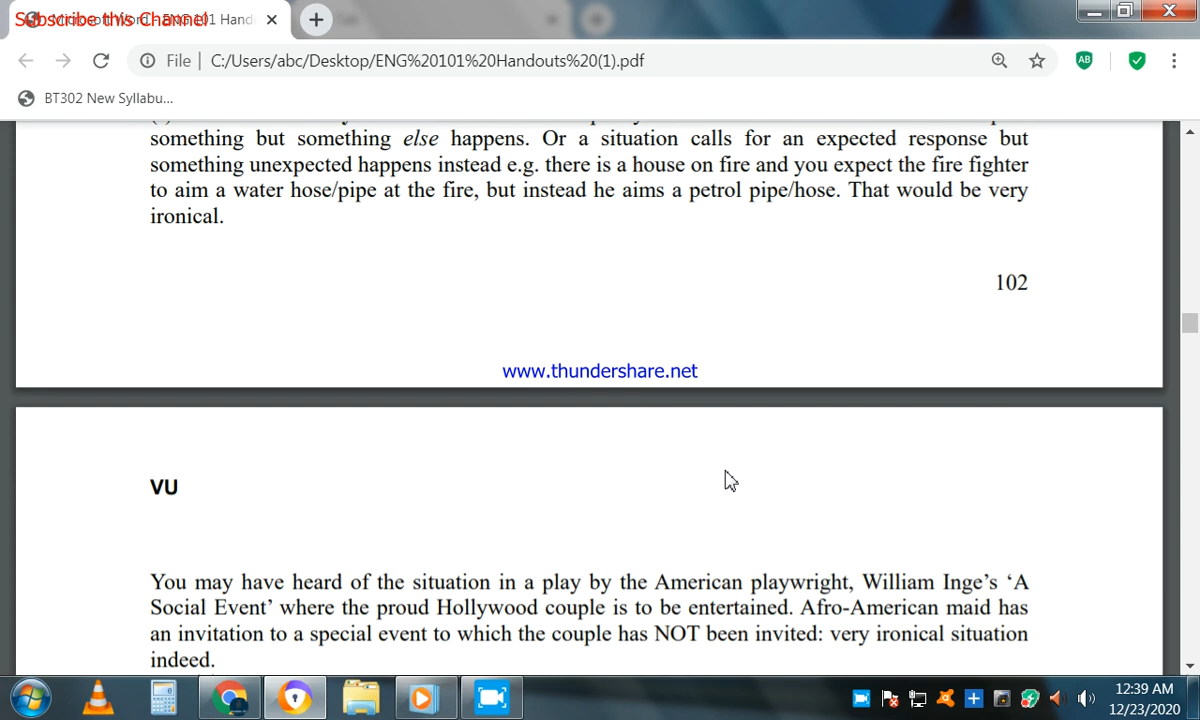 Subscribe this Channel!
Microsoft Word - ENG 101 Hand
File
C:/Users/abc/Desktop/ENG%20101%20Handouts%20(1).pdf
AB
BT302 New Syllabu...
something but something else happens. Or a situation calls for an expected response but
something unexpected happens instead e.g. there is a house on fire and you expect the fire fighter
to aim a water hose/pipe at the fire, but instead he aims a petrol pipe/hose. That would be very
ironical.
102
www.thundershare.net
VU
You may have heard of the situation in a play by the American playwright, William Inge's ‘A
Social Event’ where the proud Hollywood couple is to be entertained. Afro-American maid has
an invitation to a special event to which the couple has NOT been invited: very ironical situation
indeed.
12:39 AM
12/23/2020